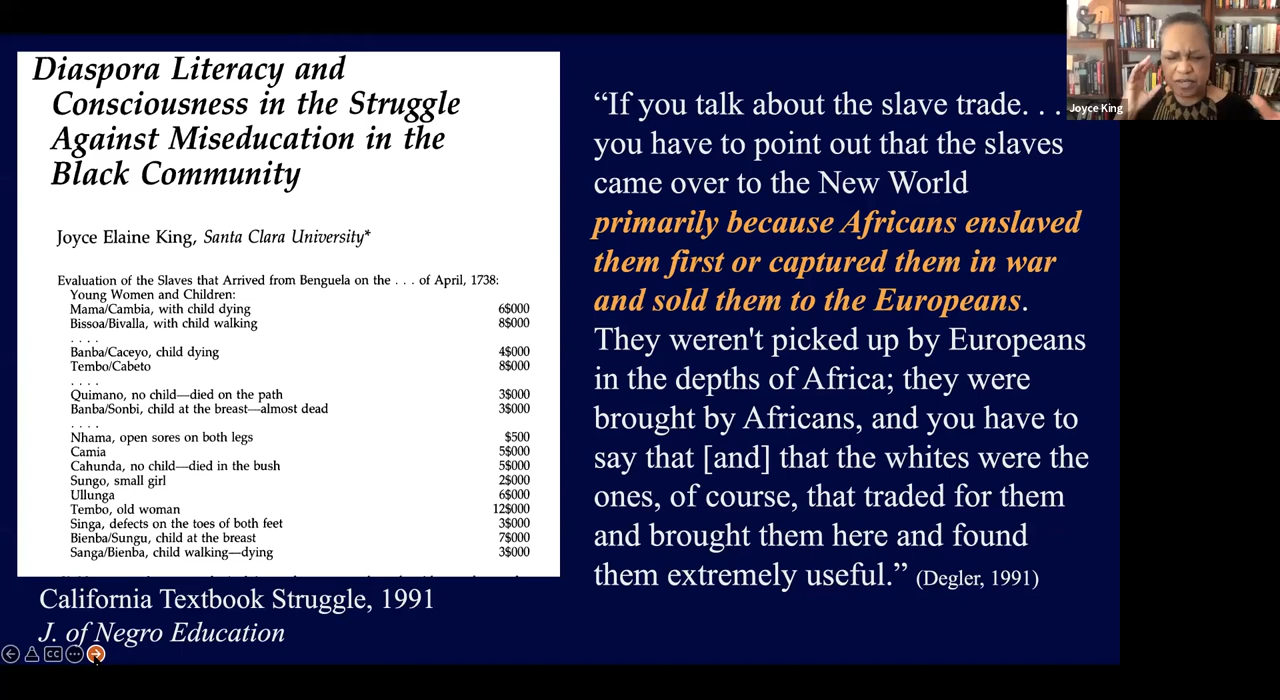 Diaspora Literacy and
Consciousness in the Struggle
Against Miseducation in the
Black Community
Joyce Elaine King, Santa Clara University*
Evaluation of the Slaves that Arrived from Benguela on the . . . of April, 1738:
Young Women and Children:
Mama/Cambia, with child dying 6$000
Bissoa/Bivalla, with child walking 8$000
. . . .
Banba/Caceyo, child dying 4$000
Tembo/Cabeto 8$000
. . . .
Quimano, no child—died on the path 3$000
Banba/Sonbi, child at the breast—almost dead 3$000
. . . .
Nhama, open sores on both legs $500
Camia 5$000
Cahunda, no child—died in the bush 5$000
Sungo, small girl 2$000
Ullunga 6$000
Tembo, old woman 12$000
Singa, defects on the toes of both feet 3$000
Bienba/Sungu, child at the breast 7$000
Sanga/Bienba, child walking—dying 3$000
California Textbook Struggle, 1991
J. of Negro Education
CC
“If you talk about the slave trade. . . .
you have to point out that the slaves
came over to the New World
primarily because Africans enslaved
them first or captured them in war
and sold them to the Europeans.
They weren't picked up by Europeans
in the depths of Africa; they were
brought by Africans, and you have to
say that [and] that the whites were the
ones, of course, that traded for them
and brought them here and found
them extremely useful.” (Degler, 1991)
Joyce King